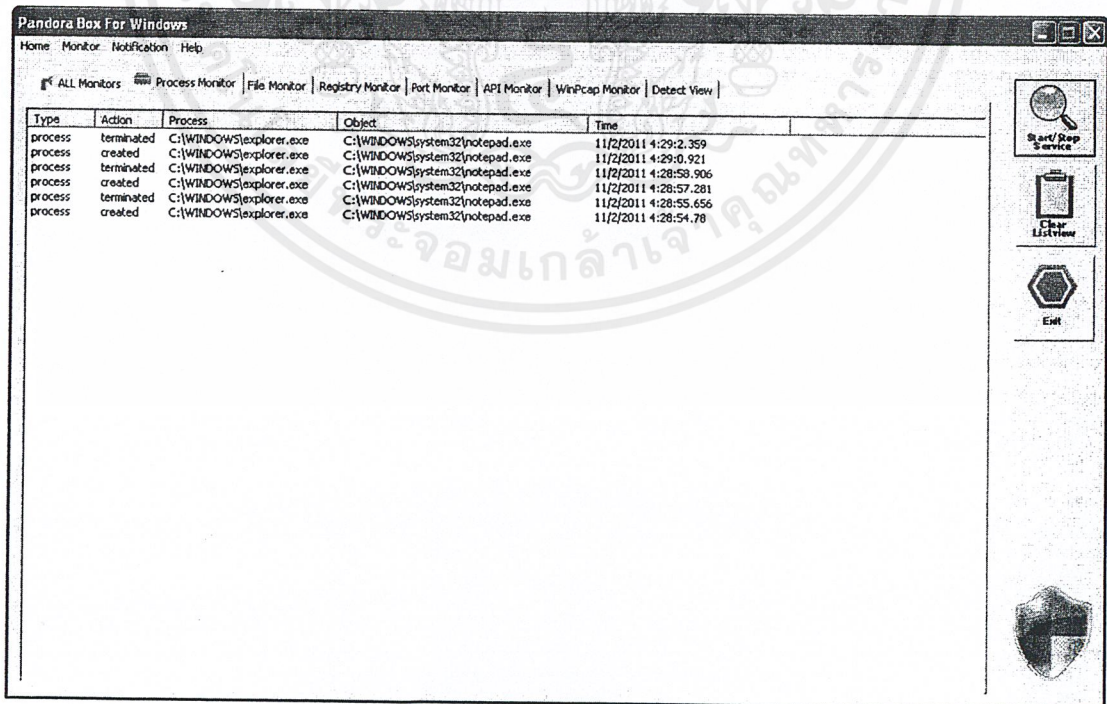 Pandora Box For Windows
Home Monitor Notification Help
ALL Monitors Process Monitor File Monitor Registry Monitor Port Monitor API Monitor WinPcap Monitor Detect View
Type Action Process Object Time
process terminated C:\WINDOWS\explorer.exe C:\WINDOWS\system32\notepad.exe 11/2/2011 4:29:2.359
process created C:\WINDOWS\explorer.exe C:\WINDOWS\system32\notepad.exe 11/2/2011 4:29:0.921
process terminated C:\WINDOWS\explorer.exe C:\WINDOWS\system32\notepad.exe 11/2/2011 4:28:58.906
process created C:\WINDOWS\explorer.exe C:\WINDOWS\system32\notepad.exe 11/2/2011 4:28:57.281
process terminated C:\WINDOWS\explorer.exe C:\WINDOWS\system32\notepad.exe 11/2/2011 4:28:55.656
process created C:\WINDOWS\explorer.exe C:\WINDOWS\system32\notepad.exe 11/2/2011 4:28:54.78
Start/Stop
Service
Clear
Listview
Exit